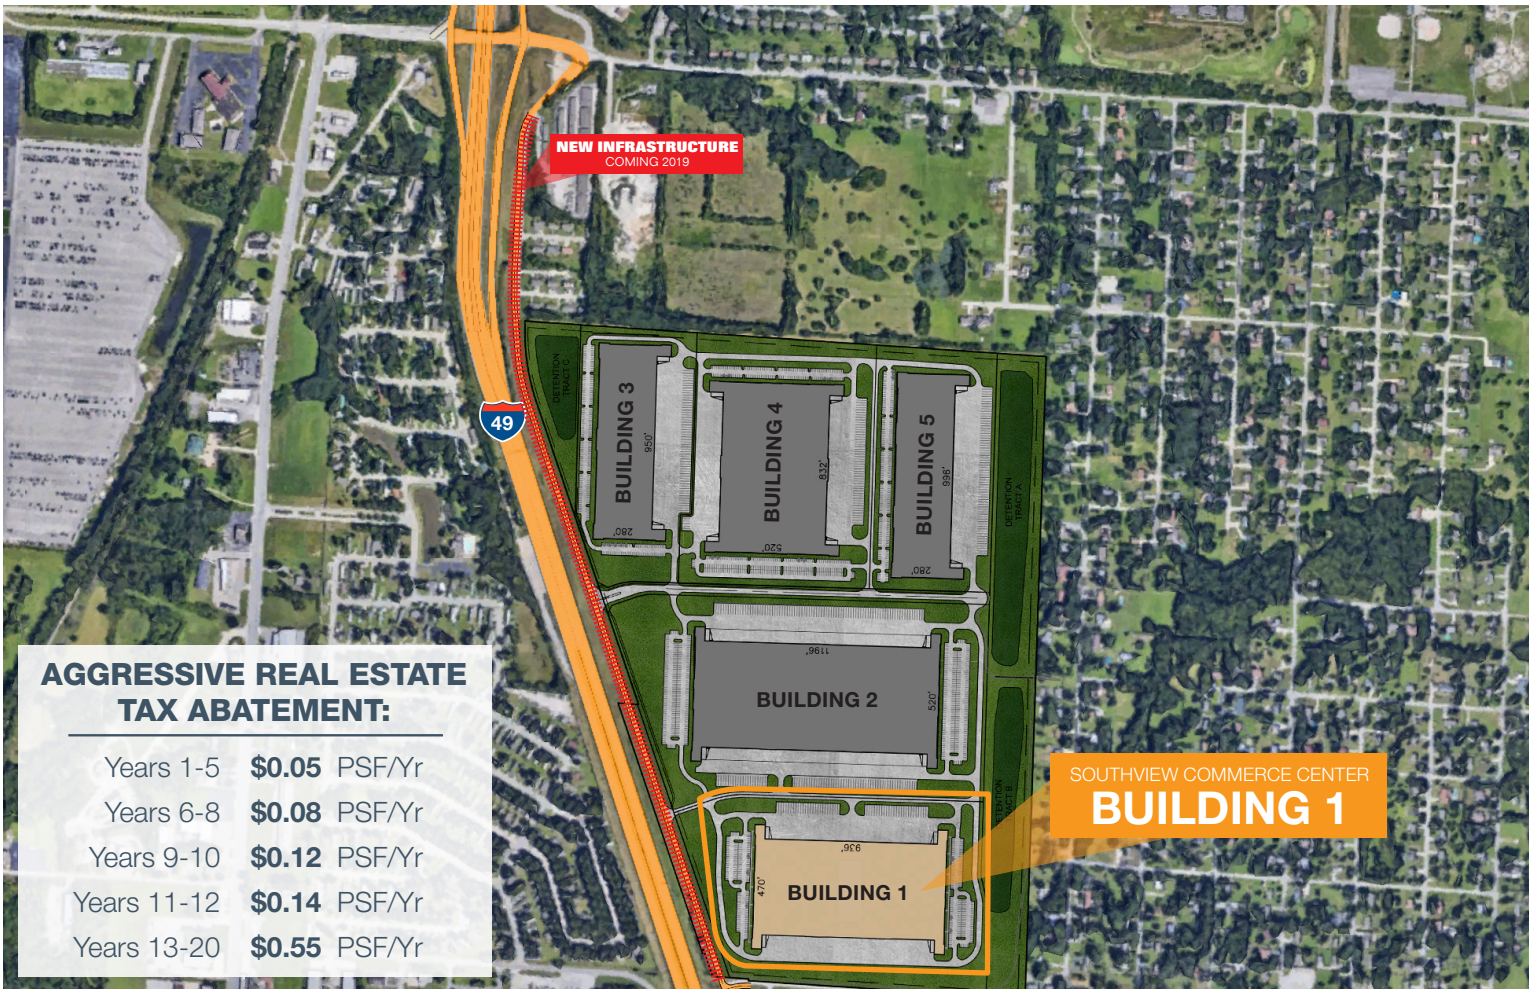 NEW INFRASTRUCTURE
COMING 2019
49
DETENTION
TRACT C
BUILDING 3
950'
280'
BUILDING 4
832'
520'
BUILDING 5
996'
280'
DETENTION
TRACT A
1196'
BUILDING 2
520'
DETENTION
TRACT B
SOUTHVIEW COMMERCE CENTER
BUILDING 1
936'
470'
BUILDING 1
AGGRESSIVE REAL ESTATE
TAX ABATEMENT:
Years 1-5 $0.05 PSF/Yr
Years 6-8 $0.08 PSF/Yr
Years 9-10 $0.12 PSF/Yr
Years 11-12 $0.14 PSF/Yr
Years 13-20 $0.55 PSF/Yr